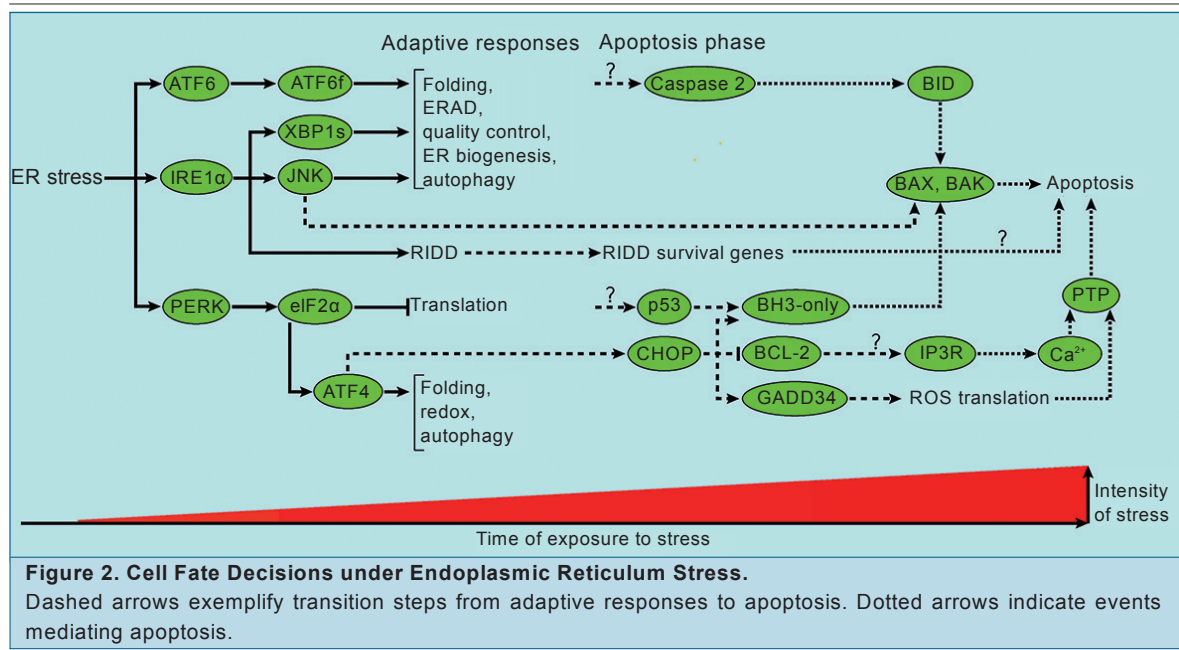 Adaptive responses
Apoptosis phase
ATF6
ATF6f
Folding,
ERAD,
quality control,
ER biogenesis,
autophagy
?
Caspase 2
BID
XBP1s
ER stress
IRE1α
JNK
BAX, BAK
Apoptosis
RIDD
RIDD survival genes
?
PERK
eIF2α
Translation
?
p53
BH3-only
PTP
CHOP
BCL-2
?
IP3R
Ca²⁺
ATF4
Folding,
redox,
autophagy
GADD34
ROS translation
Intensity
of stress
Time of exposure to stress
Figure 2. Cell Fate Decisions under Endoplasmic Reticulum Stress.
Dashed arrows exemplify transition steps from adaptive responses to apoptosis. Dotted arrows indicate events
mediating apoptosis.